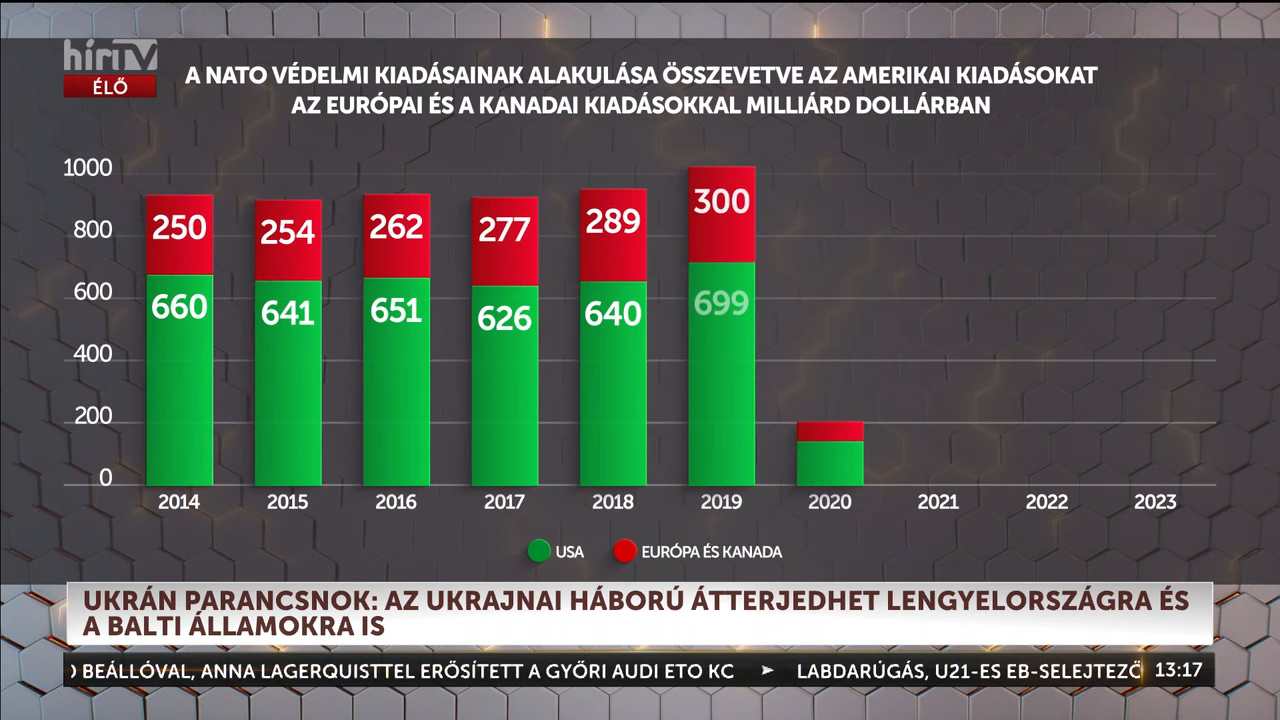 hírTV
ÉLŐ
A NATO VÉDELMI KIADÁSAINAK ALAKULÁSA ÖSSZEVETVE AZ AMERIKAI KIADÁSOKAT
AZ EURÓPAI ÉS A KANADAI KIADÁSOKKAL MILLIÁRD DOLLÁRBAN
1000
800
600
400
200
0
250 254 262 277 289 300
660 641 651 626 640 699
2014 2015 2016 2017 2018 2019 2020 2021 2022 2023
USA EURÓPA ÉS KANADA
UKRÁN PARANCSNOK: AZ UKRAJNAI HÁBORÚ ÁTTERJEDHET LENGYELORSZÁGRA ÉS
A BALTI ÁLLAMOKRA IS
BEÁLLÓVAL, ANNA LAGERQUISTTEL ERŐSÍTETT A GYŐRI AUDI ETO KC ➤ LABDARÚGÁS, U21-ES EB-SELEJTEZŐ 13:17